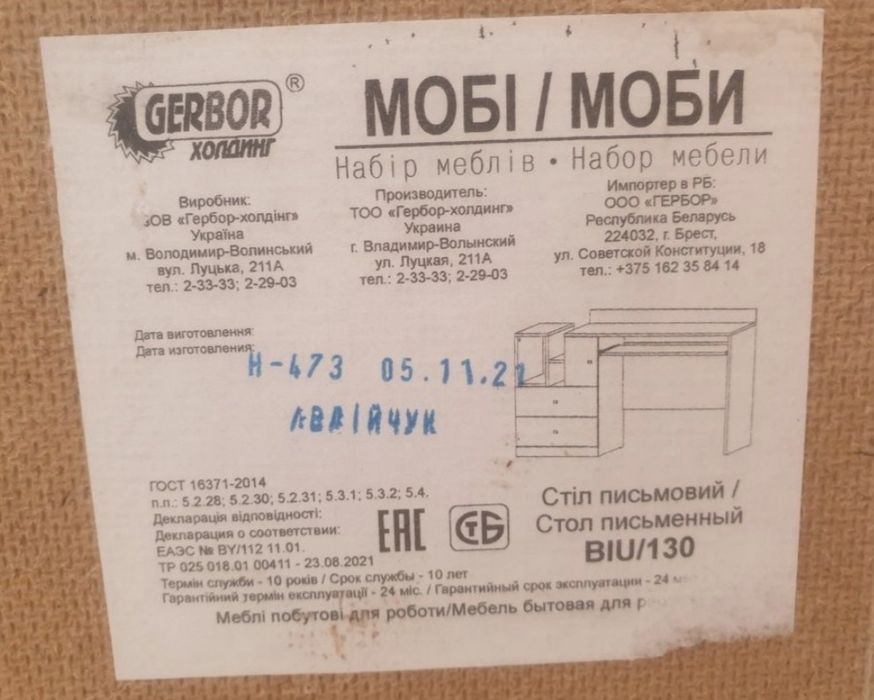 GERBOR®
ХОЛДИНГ
МОБІ / МОБИ
Набір меблів • Набор мебели
Виробник:
ЗОВ «Гербор-холдінг»
Україна
м. Володимир-Волинський
вул. Луцька, 211А
тел.: 2-33-33; 2-29-03
Производитель:
ТОО «Гербор-холдинг»
Украина
г. Владимир-Волынский
ул. Луцкая, 211А
тел.: 2-33-33; 2-29-03
Импортер в РБ:
ООО «ГЕРБОР»
Республика Беларусь
224032, г. Брест,
ул. Советской Конституции, 18
тел.: +375 162 35 84 14
Дата виготовлення:
Дата изготовления:
Н-473 05.11.21
ГОСТ 16371-2014
п.п.: 5.2.28; 5.2.30; 5.2.31; 5.3.1; 5.3.2; 5.4.
Декларація відповідності:
Декларация о соответствии:
ЕАЭС № BY/112 11.01.
ТР 025 018.01 00411 - 23.08.2021
ЕАС
СТБ
Стіл письмовий /
Стол письменный
BIU/130
Термін служби - 10 років / Срок службы - 10 лет
Гарантійний термін експлуатації - 24 міс. / Гарантийный срок эксплуатации - 24
Меблі побутові для роботи/Мебель бытовая для